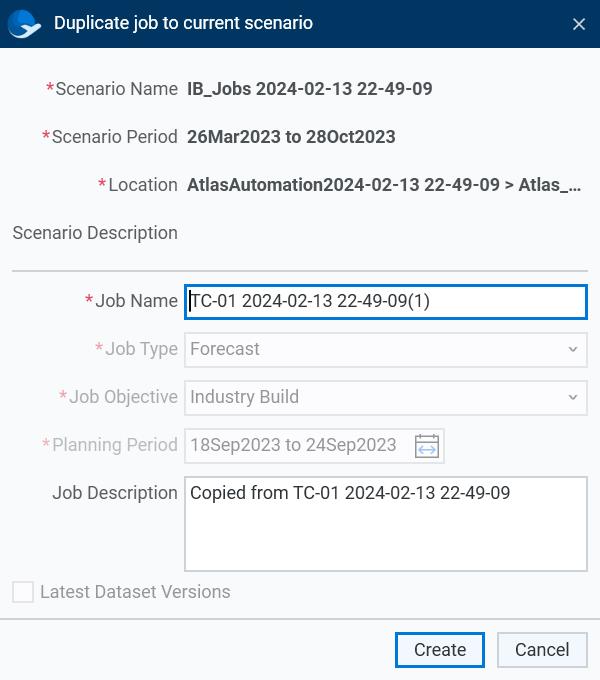 Duplicate job to current scenario
*Scenario Name IB_Jobs 2024-02-13 22-49-09
*Scenario Period 26Mar2023 to 28Oct2023
*Location AtlasAutomation2024-02-13 22-49-09 > Atlas_...
Scenario Description
*Job Name TC-01 2024-02-13 22-49-09(1)
*Job Type Forecast
*Job Objective Industry Build
*Planning Period 18Sep2023 to 24Sep2023
Job Description Copied from TC-01 2024-02-13 22-49-09
Latest Dataset Versions
Create Cancel